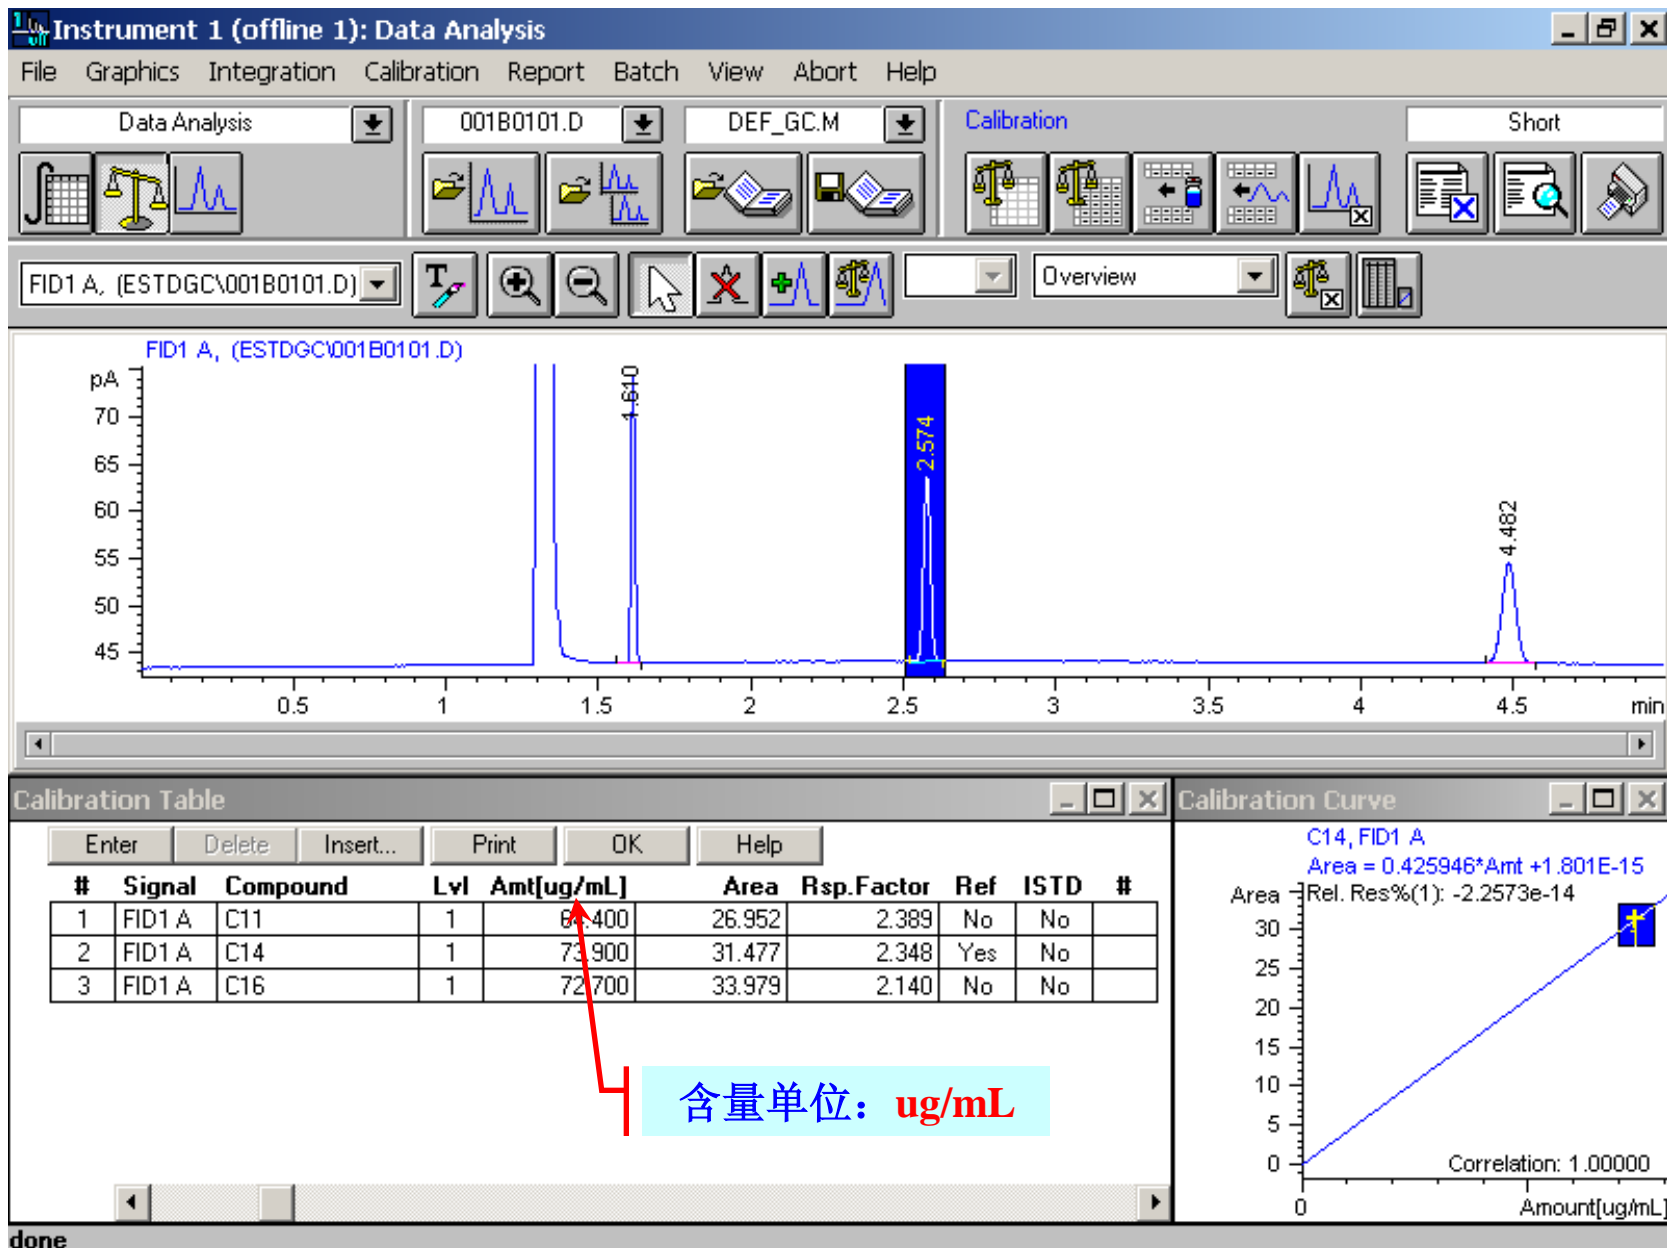 Instrument 1 (offline 1): Data Analysis
File Graphics Integration Calibration Report Batch View Abort Help
Data Analysis 001B0101.D DEF_GC.M Calibration Short
FID1 A, (ESTDGC\001B0101.D) Overview
FID1 A, (ESTDGC\001B0101.D)
pA
70
65
60
55
50
45
1.610
2.574
4.482
0.5 1 1.5 2 2.5 3 3.5 4 4.5 min
Calibration Table
Enter Delete Insert... Print OK Help
# Signal Compound Lvl Amt[ug/mL] Area Rsp.Factor Ref ISTD #
1 FID1 A C11 1 64.400 26.952 2.389 No No
2 FID1 A C14 1 73.900 31.477 2.348 Yes No
3 FID1 A C16 1 72.700 33.979 2.140 No No
含量单位：ug/mL
Calibration Curve
C14, FID1 A
Area = 0.425946*Amt +1.801E-15
Area Rel. Res%(1): -2.2573e-14
30
25
20
15
10
5
0
Correlation: 1.00000
0 Amount[ug/mL]
done